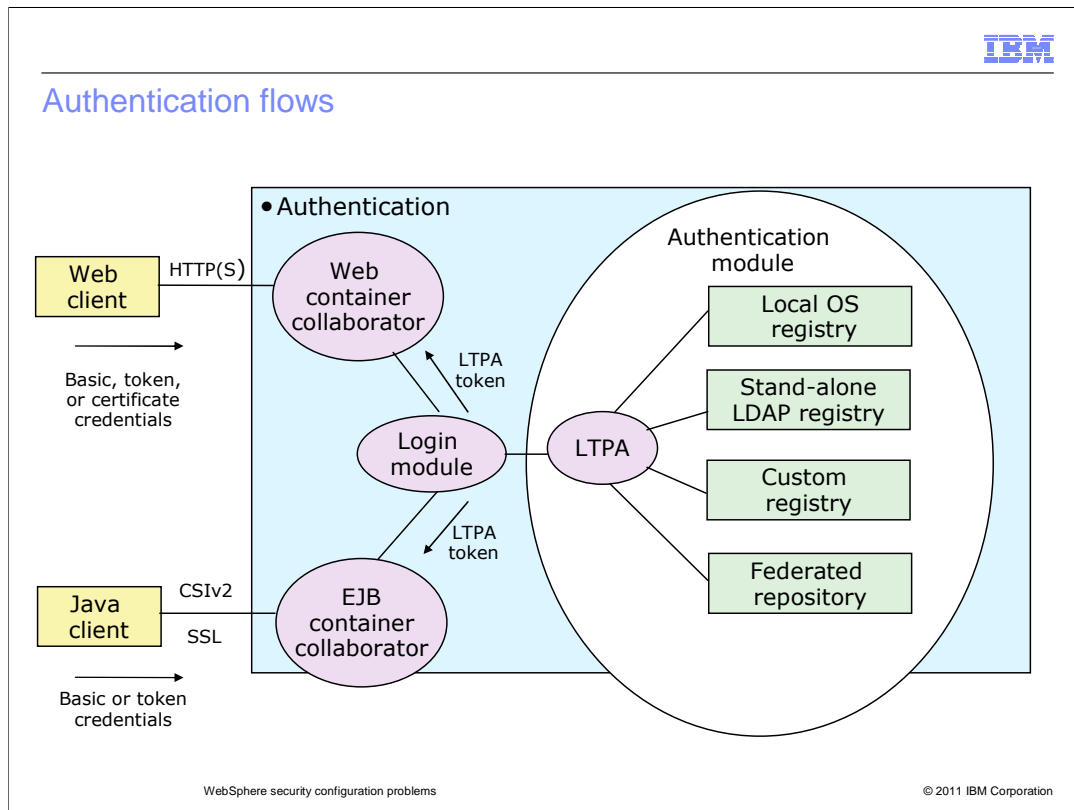 IBM
Authentication flows
• Authentication
Web
client
HTTP(S)
Basic, token,
or certificate
credentials
Web
container
collaborator
LTPA
token
Login
module
LTPA
token
Java
client
CSIv2
SSL
Basic or token
credentials
EJB
container
collaborator
Authentication
module
LTPA
Local OS
registry
Stand-alone
LDAP registry
Custom
registry
Federated
repository
WebSphere security configuration problems
© 2011 IBM Corporation